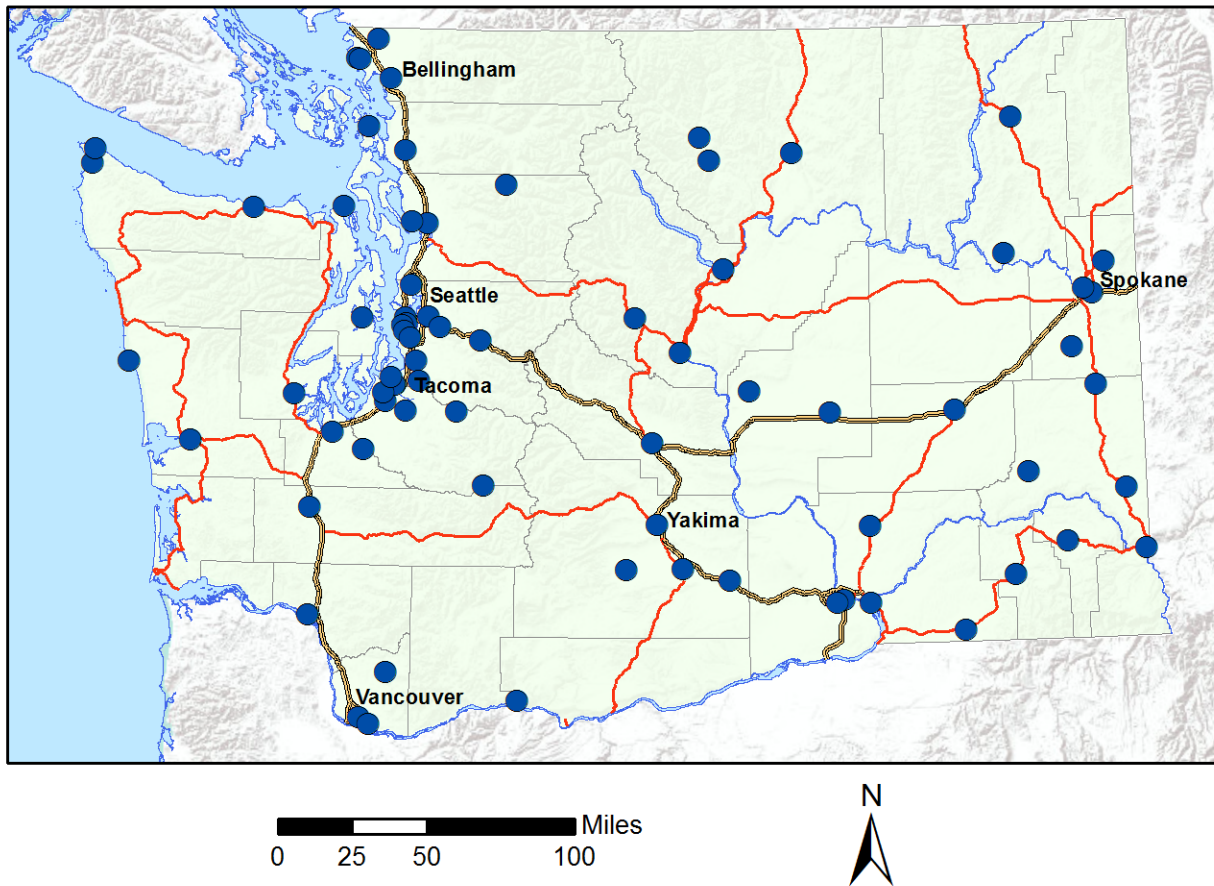 Bellingham
Seattle
Spokane
Tacoma
Yakima
Vancouver
Miles
0 25 50 100
N